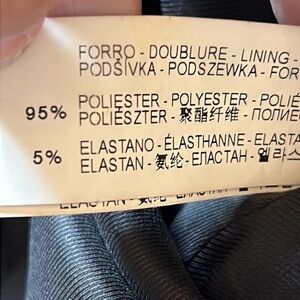 FORRO - DOUBLURE - LINING -
PODŠÍVKA - PODSZEWKA - FOR
95% POLIESTER - POLYESTER - POLIÉ
POLIÉSZTER - 聚酯纤维 - ПОЛИЕС
5% ELASTANO - ÉLASTHANNE - ELASTA
ELASTAN - 氨纶 - ЕЛАСТАН - 엘라스